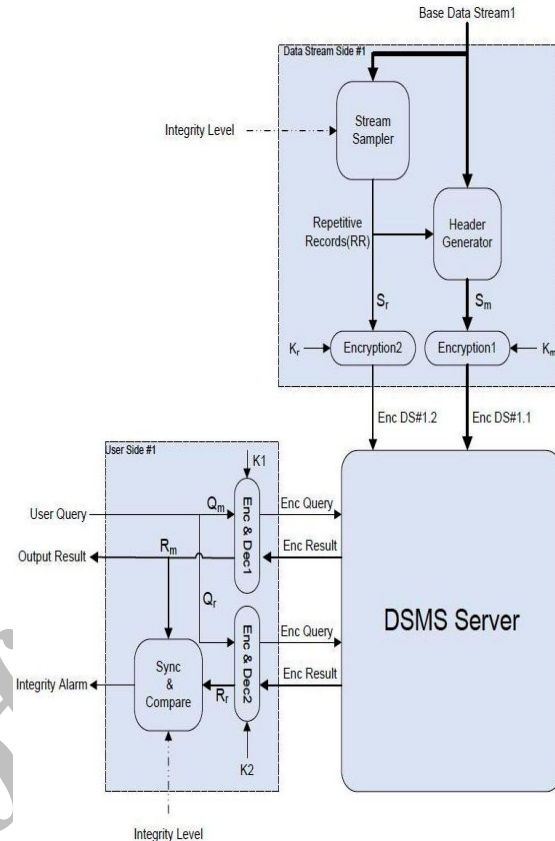 Base Data Stream1
Data Stream Side #1
Integrity Level
Stream
Sampler
Repetitive
Records(RR)
Header
Generator
Sr
Sm
Kr
Encryption2
Encryption1
Km
Enc DS#1.2
Enc DS#1.1
User Side #1
K1
User Query
Qm
Enc & Dec1
Enc Query
Output Result
Rm
Enc Result
Qr
DSMS Server
Enc & Dec2
Enc Query
Sync
&
Compare
Enc Result
Integrity Alarm
Rr
K2
Integrity Level